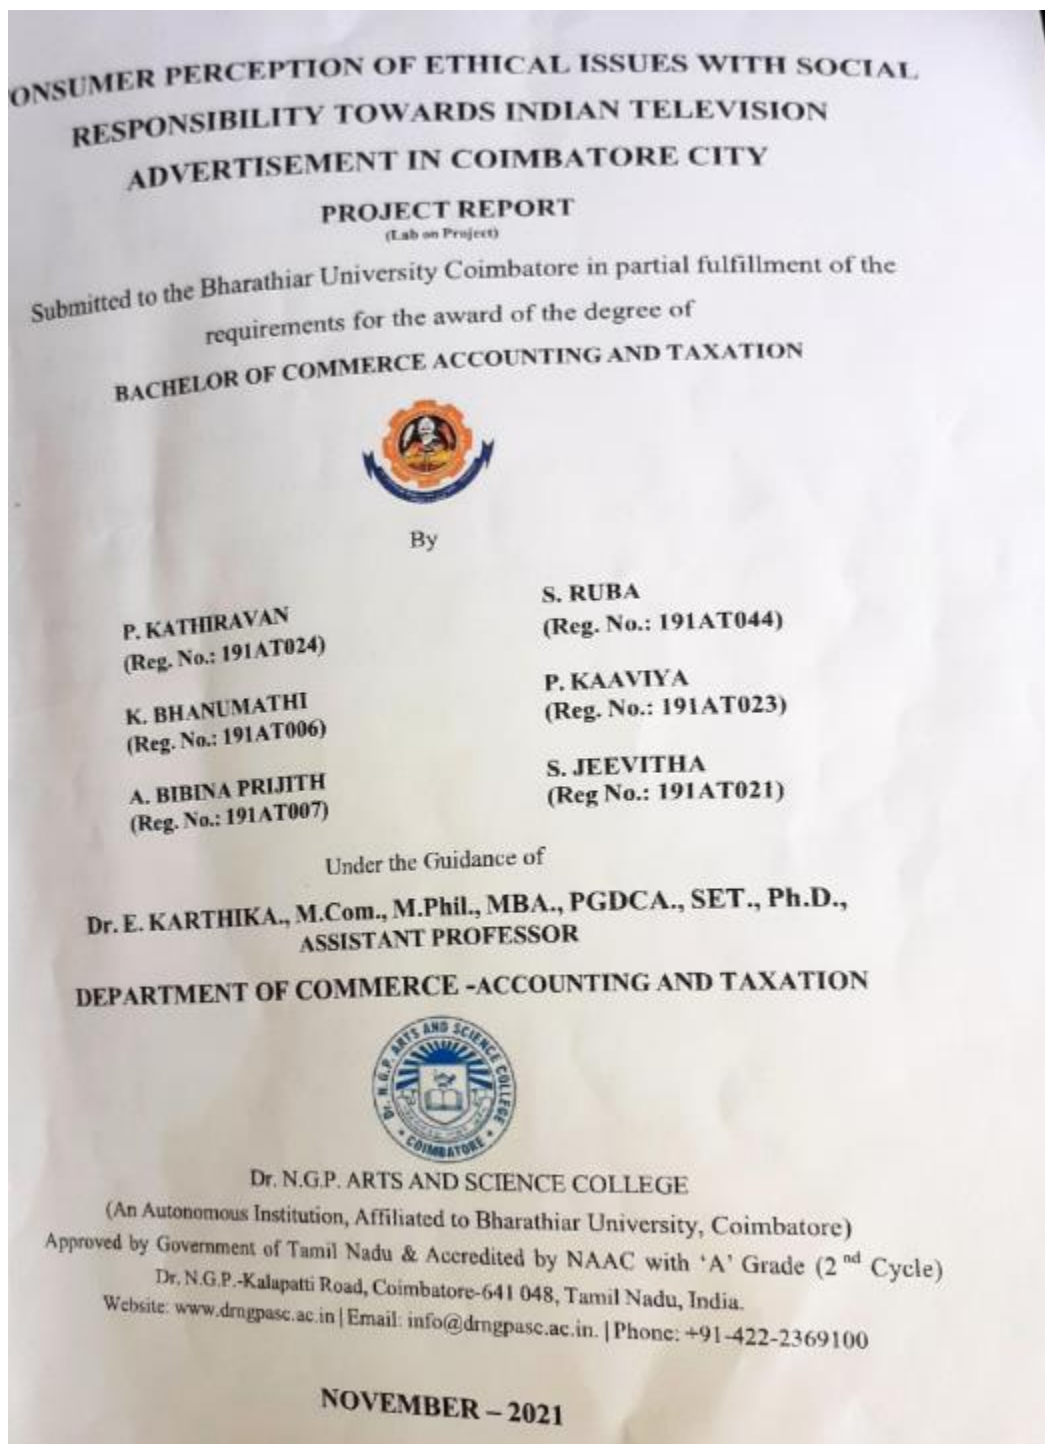 ONSUMER PERCEPTION OF ETHICAL ISSUES WITH SOCIAL
RESPONSIBILITY TOWARDS INDIAN TELEVISION
ADVERTISEMENT IN COIMBATORE CITY
PROJECT REPORT
(Lab on Project)
Submitted to the Bharathiar University Coimbatore in partial fulfillment of the
requirements for the award of the degree of
BACHELOR OF COMMERCE ACCOUNTING AND TAXATION
By
P. KATHIRAVAN
(Reg. No.: 191AT024)
K. BHANUMATHI
(Reg. No.: 191AT006)
A. BIBINA PRIJITH
(Reg. No.: 191AT007)
S. RUBA
(Reg. No.: 191AT044)
P. KAAVIYA
(Reg. No.: 191AT023)
S. JEEVITHA
(Reg No.: 191AT021)
Under the Guidance of
Dr. E. KARTHIKA., M.Com., M.Phil., MBA., PGDCA., SET., Ph.D.,
ASSISTANT PROFESSOR
DEPARTMENT OF COMMERCE -ACCOUNTING AND TAXATION
Dr. N.G.P. ARTS AND SCIENCE COLLEGE
COIMBATORE
Dr. N.G.P. ARTS AND SCIENCE COLLEGE
(An Autonomous Institution, Affiliated to Bharathiar University, Coimbatore)
Approved by Government of Tamil Nadu & Accredited by NAAC with ‘A’ Grade (2 nd Cycle)
Dr. N.G.P.-Kalapatti Road, Coimbatore-641 048, Tamil Nadu, India.
Website: www.drngpasc.ac.in | Email: info@drngpasc.ac.in. | Phone: +91-422-2369100
NOVEMBER – 2021